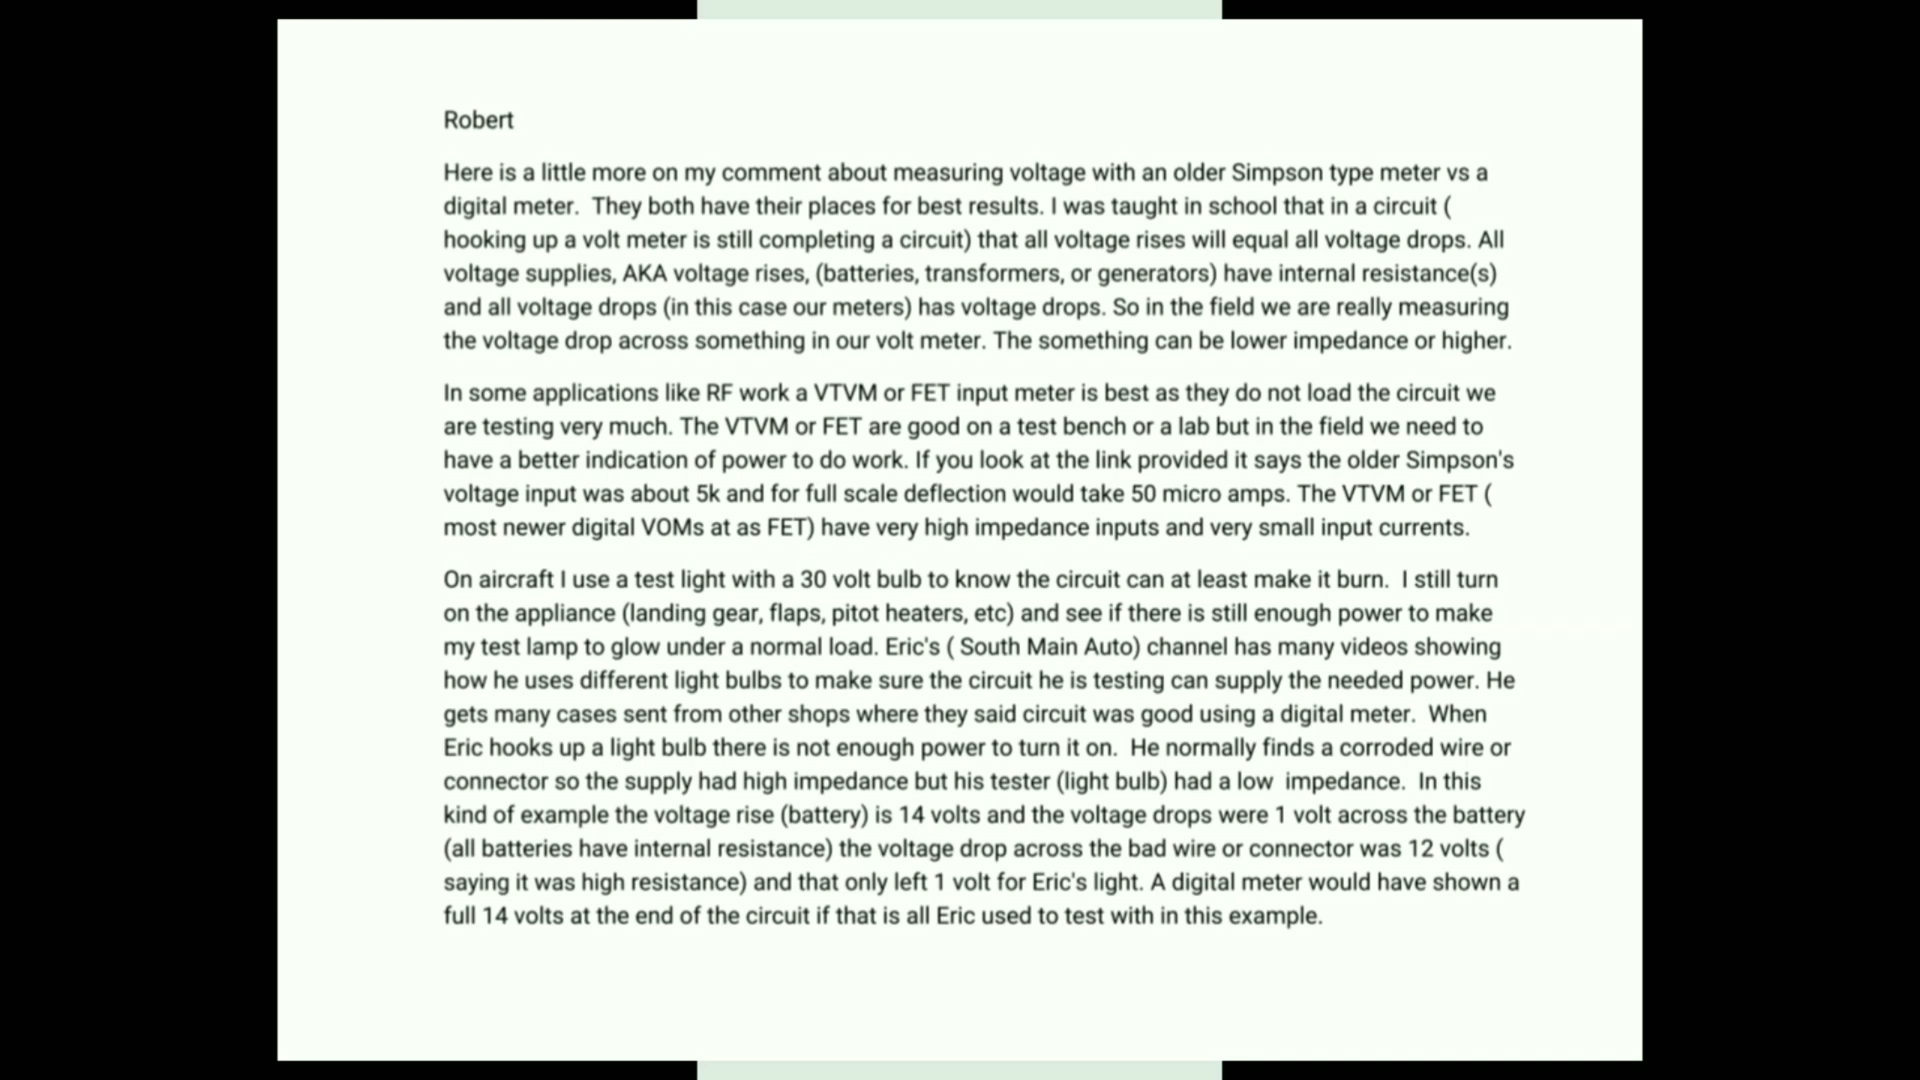 Robert
Here is a little more on my comment about measuring voltage with an older Simpson type meter vs a
digital meter.  They both have their places for best results. I was taught in school that in a circuit (
hooking up a volt meter is still completing a circuit) that all voltage rises will equal all voltage drops. All
voltage supplies, AKA voltage rises, (batteries, transformers, or generators) have internal resistance(s)
and all voltage drops (in this case our meters) has voltage drops. So in the field we are really measuring
the voltage drop across something in our volt meter. The something can be lower impedance or higher.
In some applications like RF work a VTVM or FET input meter is best as they do not load the circuit we
are testing very much. The VTVM or FET are good on a test bench or a lab but in the field we need to
have a better indication of power to do work. If you look at the link provided it says the older Simpson's
voltage input was about 5k and for full scale deflection would take 50 micro amps. The VTVM or FET (
most newer digital VOMs at as FET) have very high impedance inputs and very small input currents.
On aircraft I use a test light with a 30 volt bulb to know the circuit can at least make it burn.  I still turn
on the appliance (landing gear, flaps, pitot heaters, etc) and see if there is still enough power to make
my test lamp to glow under a normal load. Eric's ( South Main Auto) channel has many videos showing
how he uses different light bulbs to make sure the circuit he is testing can supply the needed power. He
gets many cases sent from other shops where they said circuit was good using a digital meter.  When
Eric hooks up a light bulb there is not enough power to turn it on.  He normally finds a corroded wire or
connector so the supply had high impedance but his tester (light bulb) had a low  impedance.  In this
kind of example the voltage rise (battery) is 14 volts and the voltage drops were 1 volt across the battery
(all batteries have internal resistance) the voltage drop across the bad wire or connector was 12 volts (
saying it was high resistance) and that only left 1 volt for Eric's light. A digital meter would have shown a
full 14 volts at the end of the circuit if that is all Eric used to test with in this example.